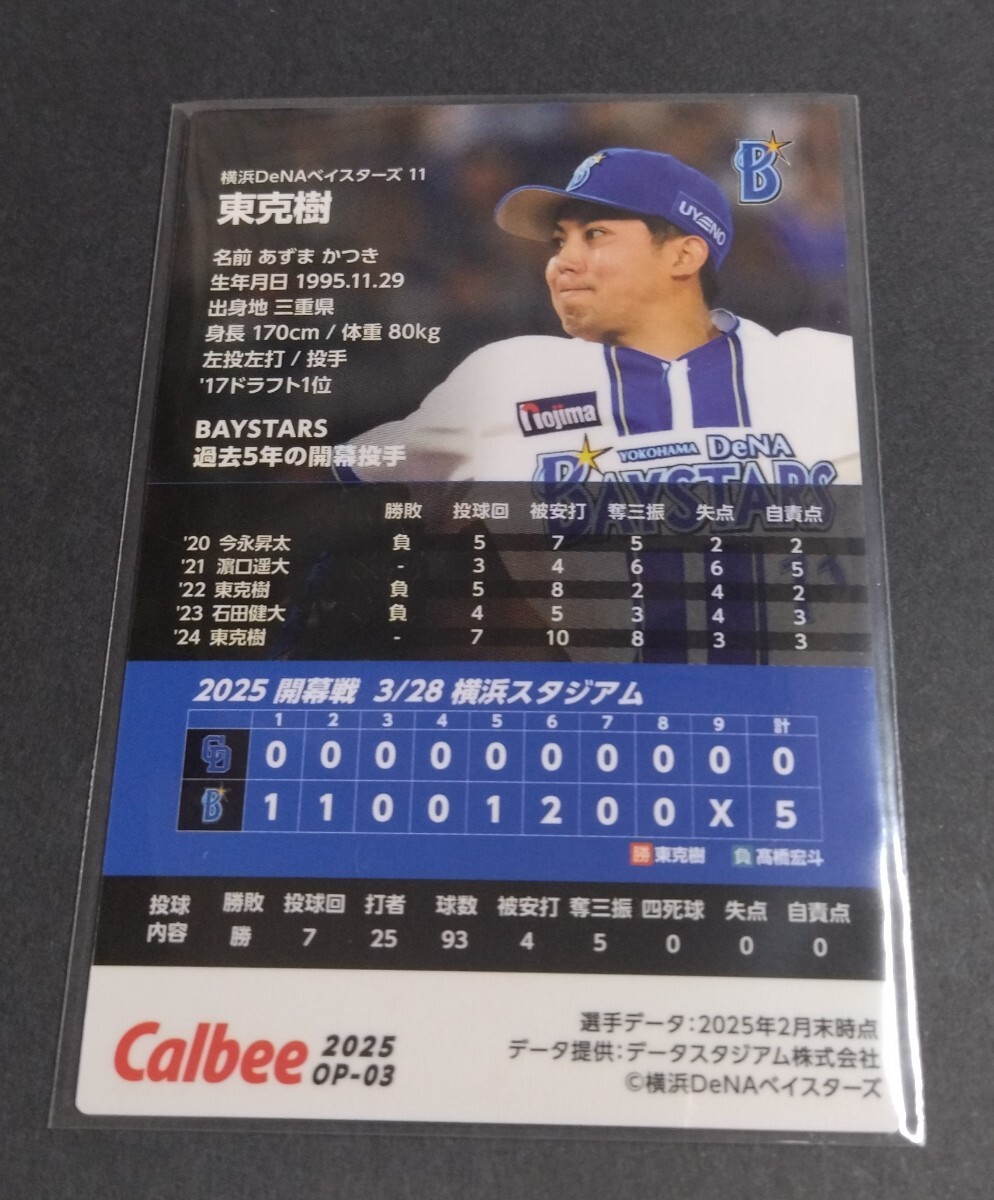 横浜DeNAベイスターズ 11
東克樹
B
UYENO
名前 あずま かつき
生年月日 1995.11.29
出身地 三重県
身長 170cm / 体重 80kg
左投左打 / 投手
'17ドラフト1位
nojima
YOKOHAMA DeNA
BAYSTARS
BAYSTARS
過去5年の開幕投手
勝敗 投球回 被安打 奪三振 失点 自責点
'20 今永昇太 負 5 7 5 2 2
'21 濵口遥大 - 3 4 6 6 5
'22 東克樹 負 5 8 2 4 2
'23 石田健大 負 4 5 3 4 3
'24 東克樹 - 7 10 8 3 3
2025 開幕戦 3/28 横浜スタジアム
1 2 3 4 5 6 7 8 9 計
CD 0 0 0 0 0 0 0 0 0 0
B 1 1 0 0 1 2 0 0 X 5
勝 東克樹 負 髙橋宏斗
投球内容 勝敗 投球回 打者 球数 被安打 奪三振 四死球 失点 自責点
勝 7 25 93 4 5 0 0 0
Calbee 2025
OP-03
選手データ:2025年2月末時点
データ提供:データスタジアム株式会社
©横浜DeNAベイスターズ